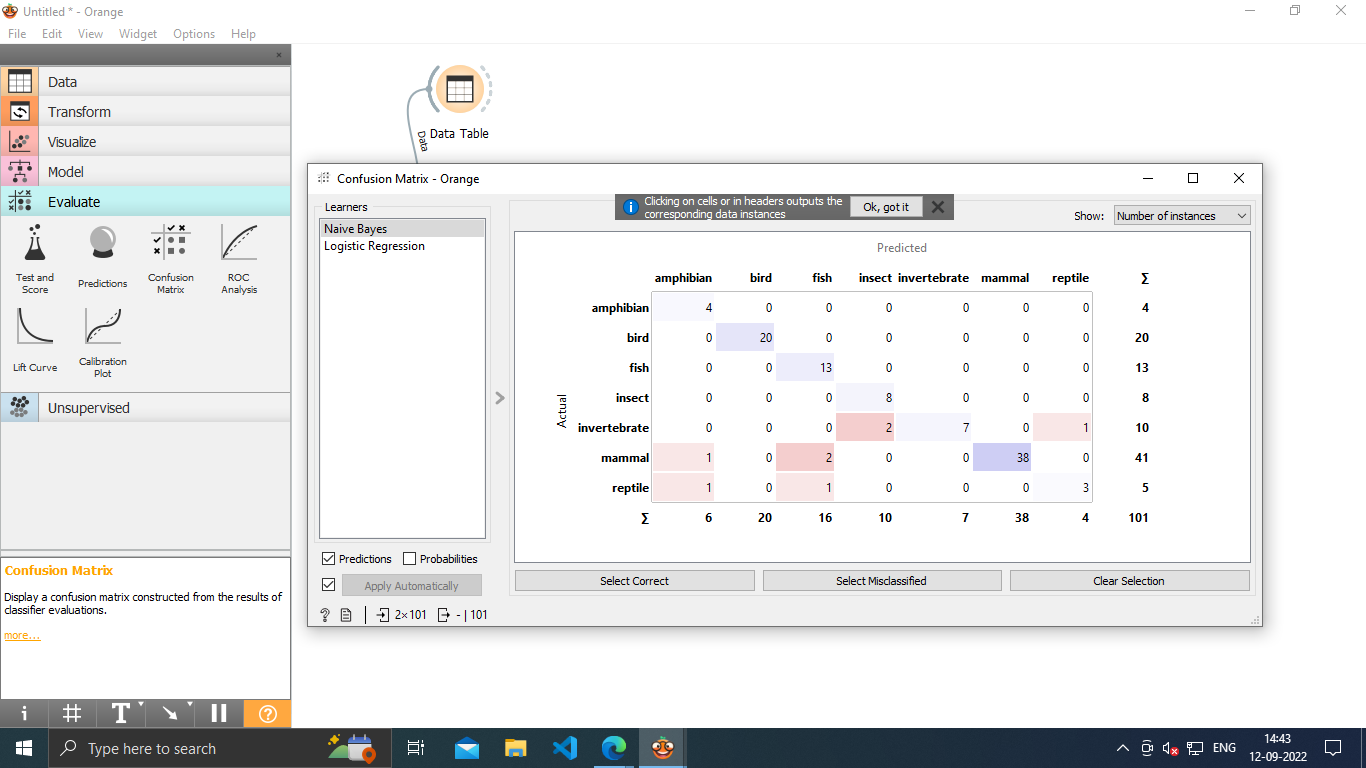 Untitled * - Orange
File Edit View Widget Options Help
Data
Transform
Visualize
Model
Evaluate
Test and Score
Predictions
Confusion Matrix
ROC Analysis
Lift Curve
Calibration Plot
Unsupervised
Confusion Matrix
Display a confusion matrix constructed from the results of
classifier evaluations.
more...
Data Table
Data
Confusion Matrix - Orange
Learners
Naive Bayes
Logistic Regression
Clicking on cells or in headers outputs the
corresponding data instances
Ok, got it
Show: Number of instances
Predicted
amphibian bird fish insect invertebrate mammal reptile ∑
Actual
amphibian 4 0 0 0 0 0 0 4
bird 0 20 0 0 0 0 0 20
fish 0 0 13 0 0 0 0 13
insect 0 0 0 8 0 0 0 8
invertebrate 0 0 0 2 7 0 1 10
mammal 1 0 2 0 0 38 0 41
reptile 1 0 1 0 0 0 3 5
∑ 6 20 16 10 7 38 4 101
Predictions Probabilities
Apply Automatically
Select Correct Select Misclassified Clear Selection
? 2×101 - | 101
Type here to search
ENG
14:43
12-09-2022